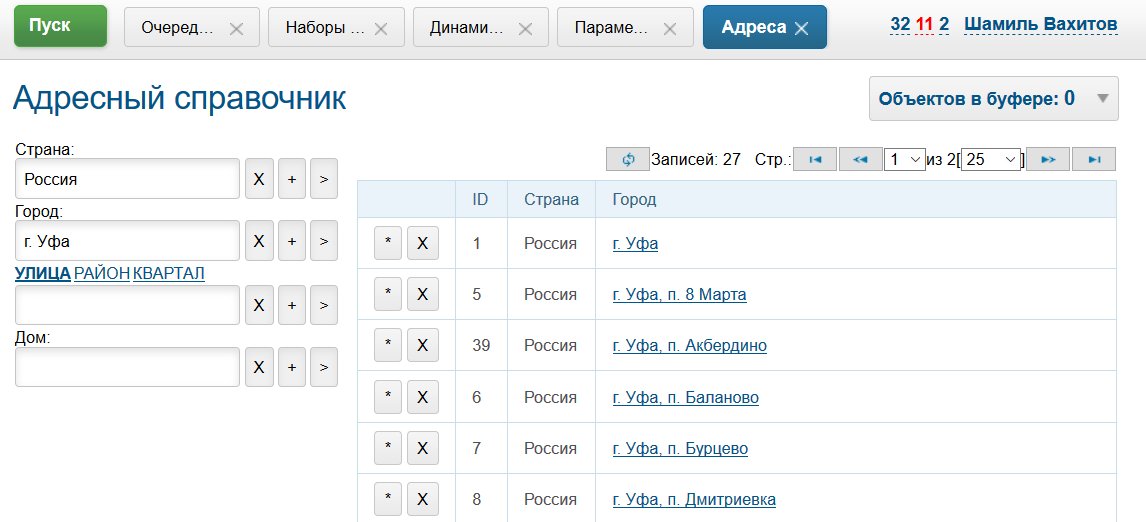 Пуск Очеред... Наборы ... Динами... Параме... Адреса 32 11 2 Шамиль Вахитов
Адресный справочник
Объектов в буфере: 0
Страна:
Россия X + >
Город:
г. Уфа X + >
УЛИЦА РАЙОН КВАРТАЛ
X + >
Дом:
X + >
Записей: 27 Стр.: 1 из 2[ 25 ]
ID Страна Город
* X 1 Россия г. Уфа
* X 5 Россия г. Уфа, п. 8 Марта
* X 39 Россия г. Уфа, п. Акбердино
* X 6 Россия г. Уфа, п. Баланово
* X 7 Россия г. Уфа, п. Бурцево
* X 8 Россия г. Уфа, п. Дмитриевка